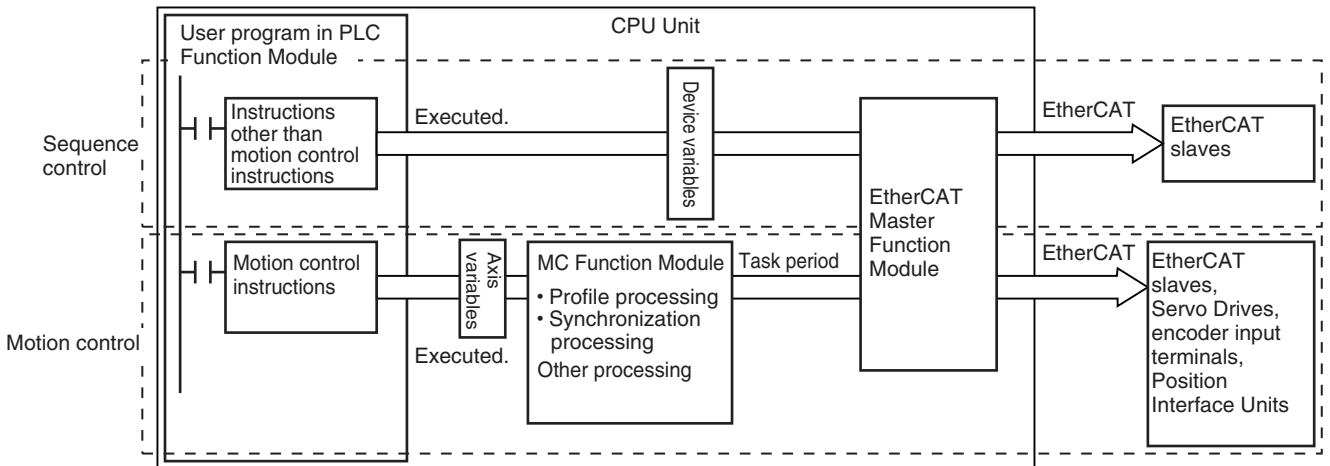 CPU Unit
User program in PLC
Function Module
Sequence
control
Instructions
other than
motion control
instructions
Executed.
Device variables
EtherCAT
Master
Function
Module
EtherCAT
EtherCAT
slaves
Motion control
Motion control
instructions
Executed.
Axis
variables
MC Function Module
• Profile processing
• Synchronization
processing
Other processing
Task period
EtherCAT
EtherCAT
slaves,
Servo Drives,
encoder input
terminals,
Position
Interface Units